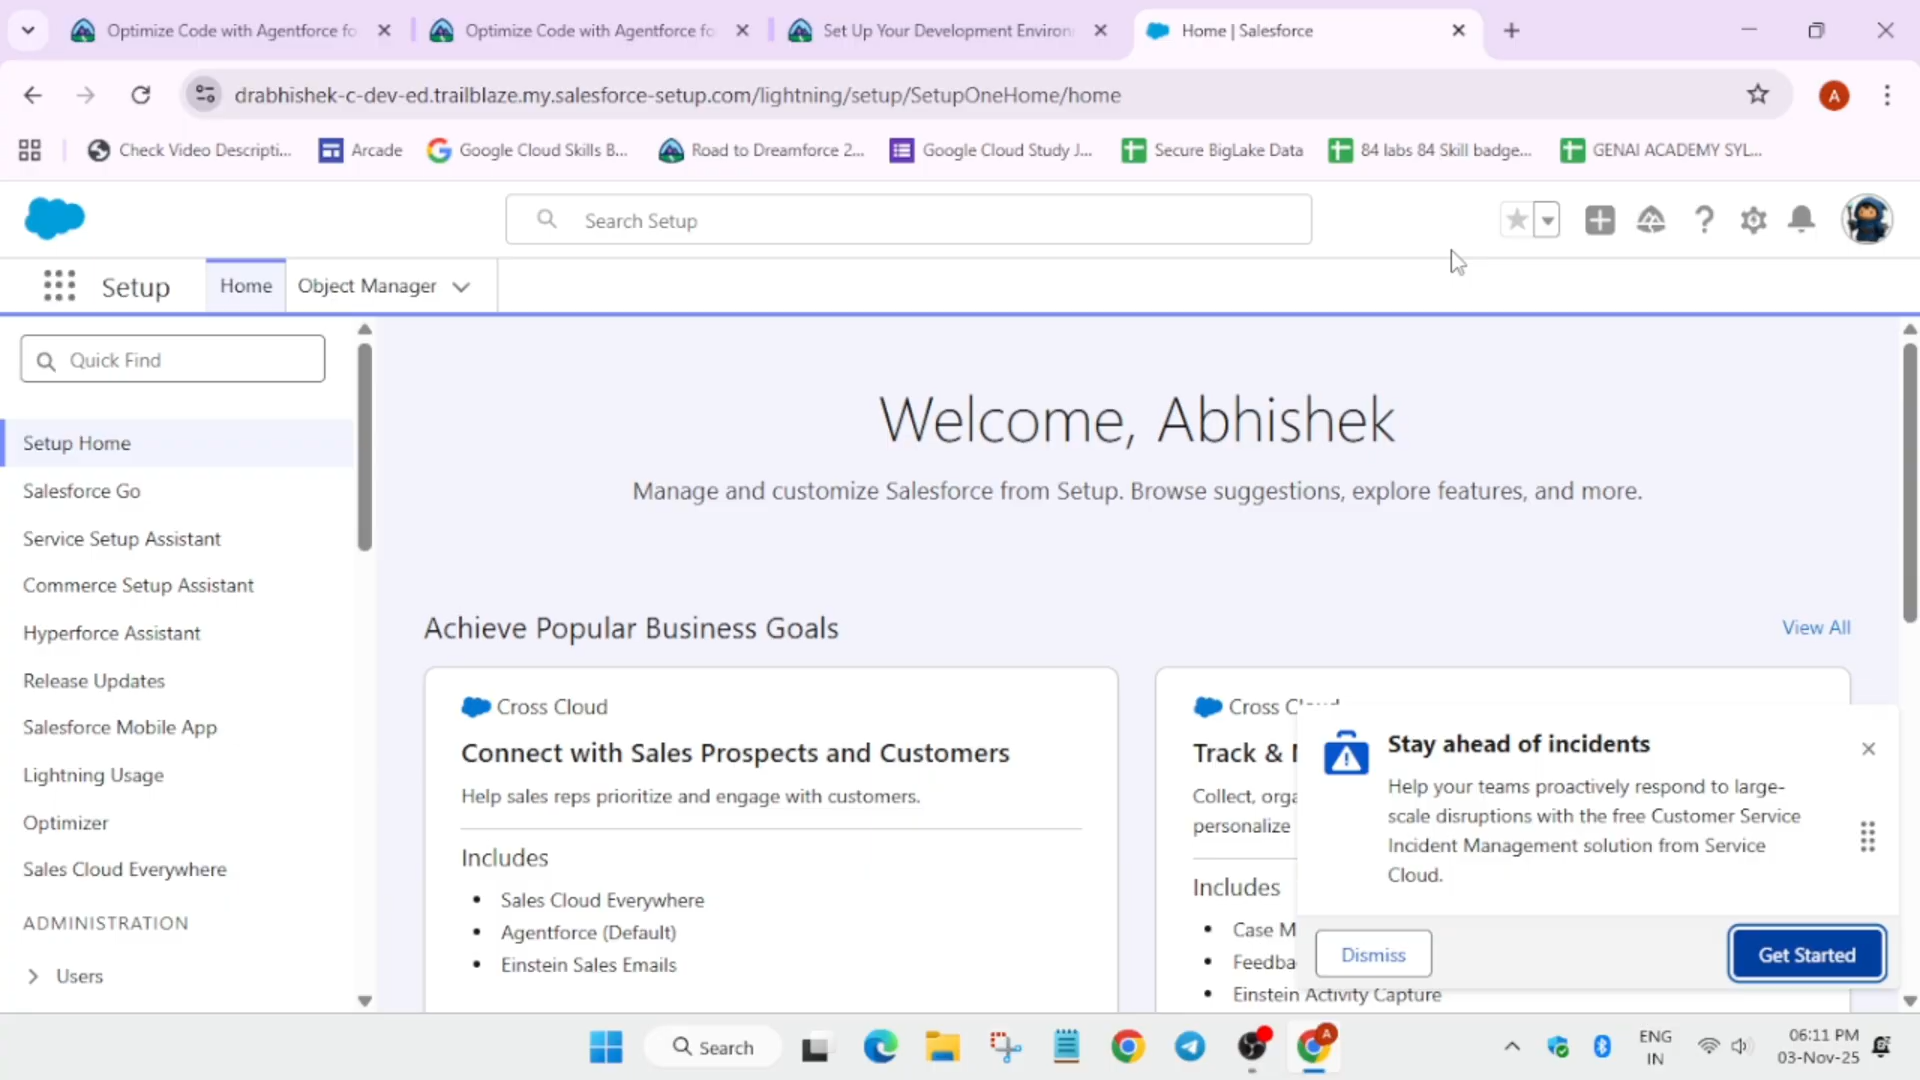 Optimize Code with Agentforce fo
Optimize Code with Agentforce fo
Set Up Your Development Environ
Home | Salesforce
drabhishek-c-dev-ed.trailblaze.my.salesforce-setup.com/lightning/setup/SetupOneHome/home
A
Check Video Descripti...
Arcade
Google Cloud Skills B...
Road to Dreamforce 2...
Google Cloud Study J...
Secure BigLake Data
84 labs 84 Skill badge...
GENAI ACADEMY SYL...
Search Setup
Setup
Home
Object Manager
Quick Find
Setup Home
Salesforce Go
Service Setup Assistant
Commerce Setup Assistant
Hyperforce Assistant
Release Updates
Salesforce Mobile App
Lightning Usage
Optimizer
Sales Cloud Everywhere
ADMINISTRATION
Users
Welcome, Abhishek
Manage and customize Salesforce from Setup. Browse suggestions, explore features, and more.
Achieve Popular Business Goals
View All
Cross Cloud
Connect with Sales Prospects and Customers
Help sales reps prioritize and engage with customers.
Includes
• Sales Cloud Everywhere
• Agentforce (Default)
• Einstein Sales Emails
Cross
Track &
Collect,
personalize
Includes
• Case
•
• Einstein Activity Capture
Stay ahead of incidents
Help your teams proactively respond to large-
scale disruptions with the free Customer Service
Incident Management solution from Service
Cloud.
Dismiss
Get Started
Search
A
ENG
IN
06:11 PM
03-Nov-25